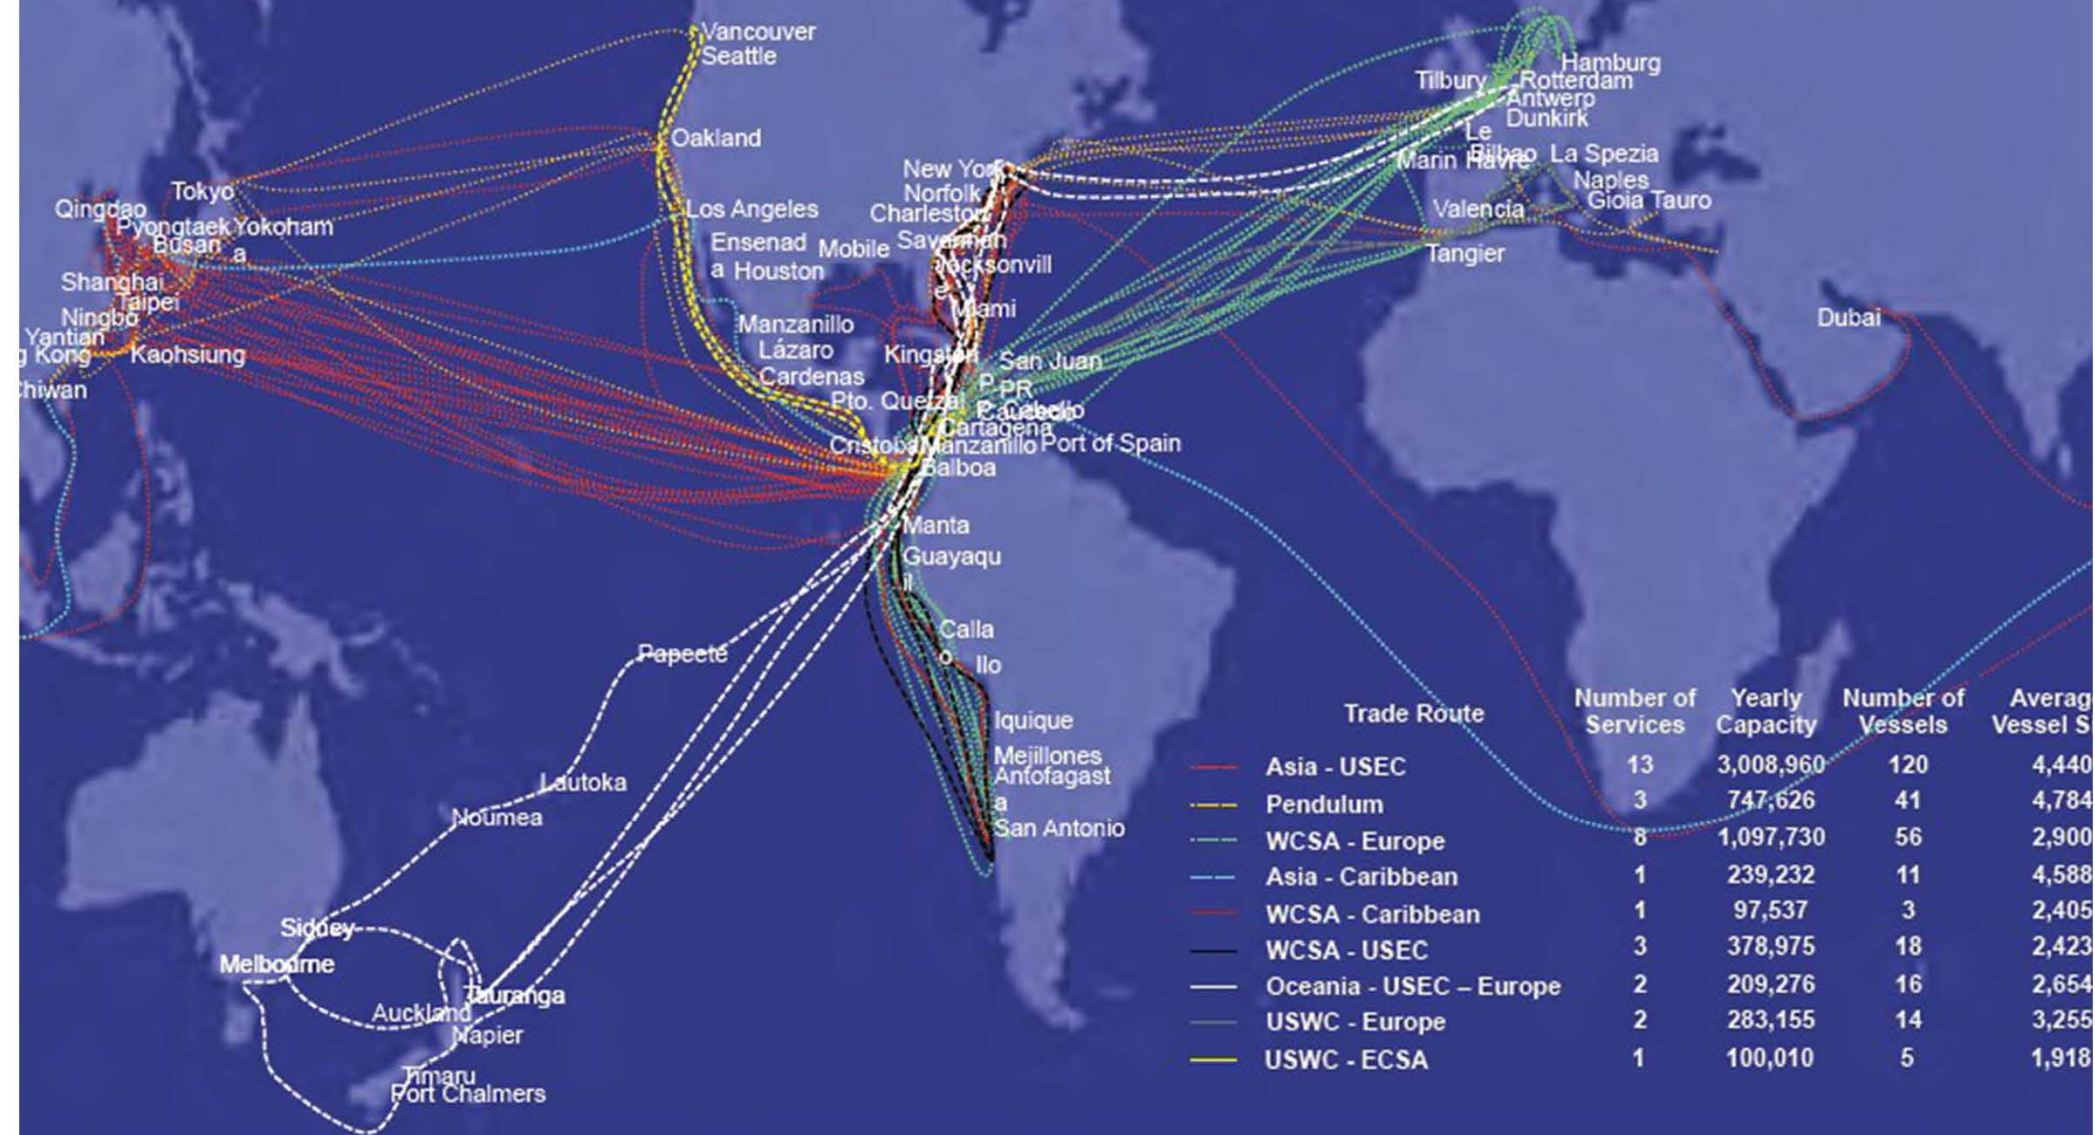 Vancouver
Seattle
Hamburg
Tilbury
Rotterdam
Antwerp
Dunkirk
Oakland
Le
Marin
Havre
Bilbao
La Spezia
New York
Naples
Tokyo
Norfolk
Gioia Tauro
Qingdao
Los Angeles
Charleston
Valencia
Pyongtaek
Yokoham
a
Busan
Ensenad
a
Houston
Mobile
Savannah
Tangier
Jacksonvill
e
Shanghai
Taipei
Miami
Ningbo
Manzanillo
Dubai
Yantian
g Kong
Kaohsiung
Lázaro
Cardenas
Kingston
San Juan
P
PR
Chiwan
Pto. Quetzal
P. Cabello
Caucedo
Cartagena
Cristobal
Manzanillo
Port of Spain
Balboa
Manta
Guayaqu
il
Calla
o
Ilo
Papeete
Iquique
Mejillones
Antofagast
a
Lautoka
Noumea
San Antonio
Sidney
Melbourne
Tauranga
Auckland
Napier
Timaru
Port Chalmers
Trade Route Number of Services Yearly Capacity Number of Vessels Averag Vessel S
Asia - USEC 13 3,008,960 120 4,440
Pendulum 3 747,626 41 4,784
WCSA - Europe 8 1,097,730 56 2,900
Asia - Caribbean 1 239,232 11 4,588
WCSA - Caribbean 1 97,537 3 2,405
WCSA - USEC 3 378,975 18 2,423
Oceania - USEC – Europe 2 209,276 16 2,654
USWC - Europe 2 283,155 14 3,255
USWC - ECSA 1 100,010 5 1,918